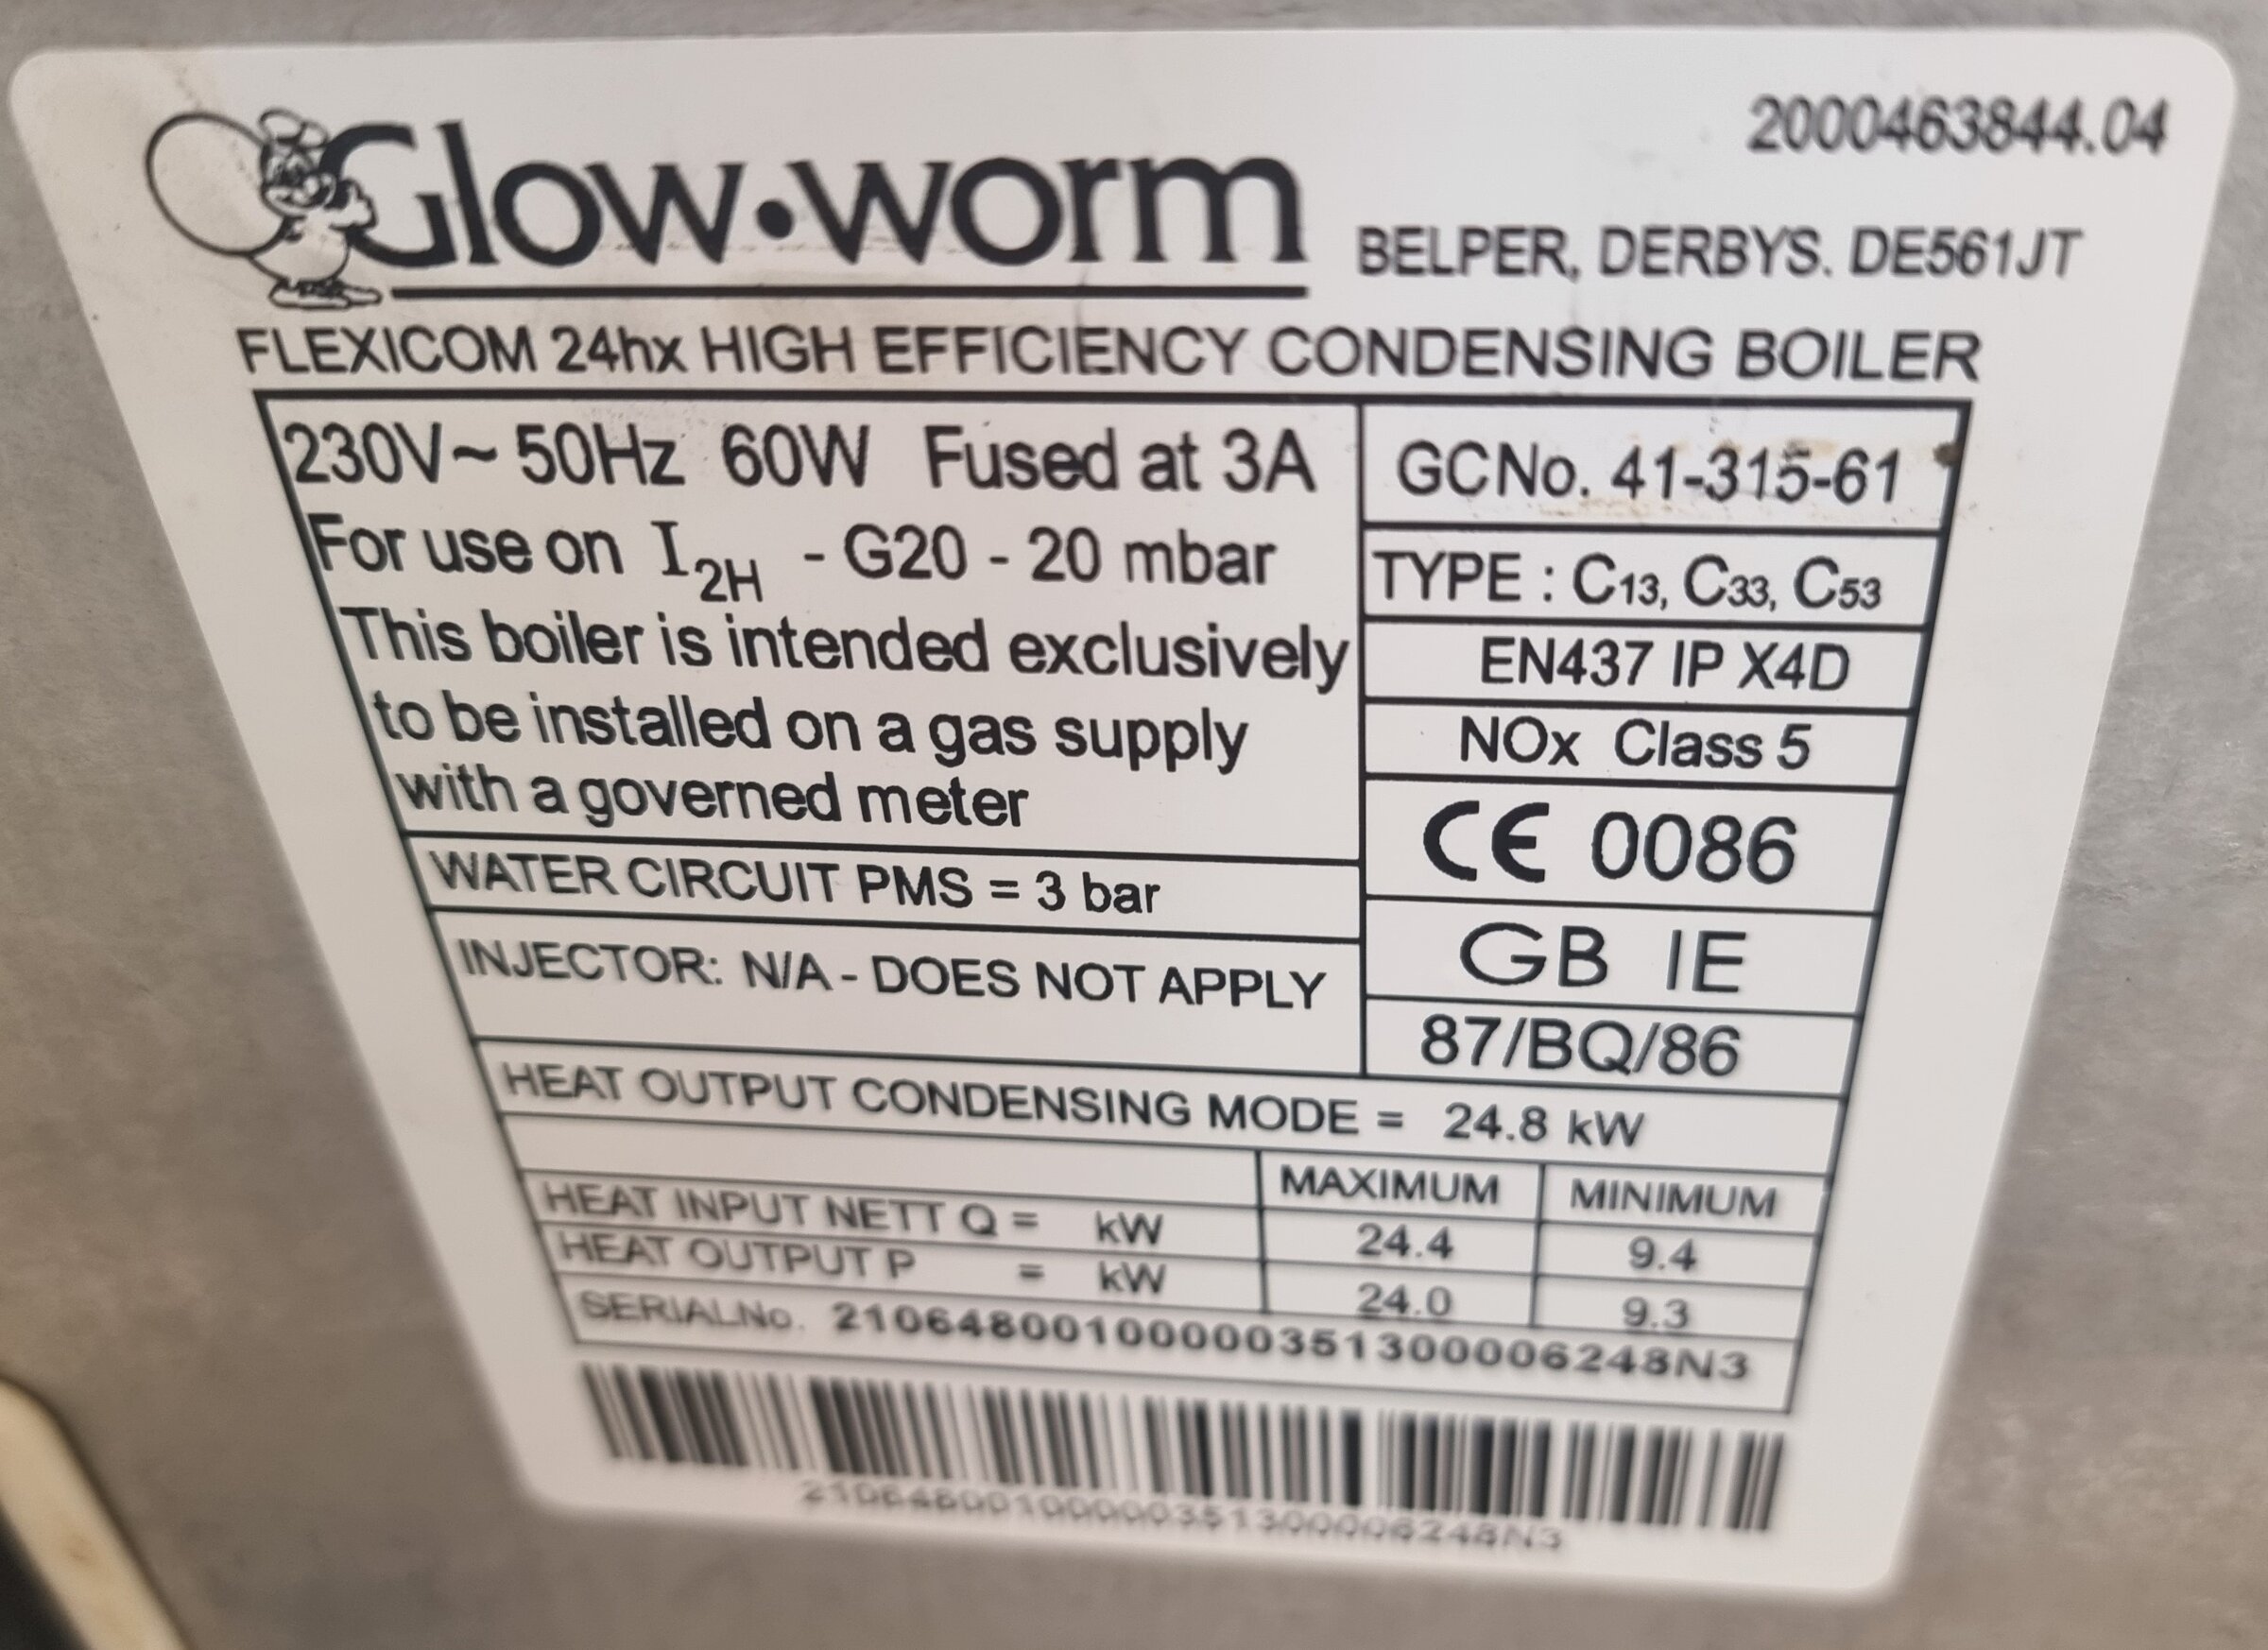 2000463844.04
Glow•worm
BELPER, DERBYS. DE561JT
FLEXICOM 24hx HIGH EFFICIENCY CONDENSING BOILER
230V~ 50Hz 60W Fused at 3A
For use on I2H - G20 - 20 mbar
This boiler is intended exclusively
to be installed on a gas supply
with a governed meter
WATER CIRCUIT PMS = 3 bar
INJECTOR: N/A - DOES NOT APPLY
GCNo. 41-315-61
TYPE : C13, C33, C53
EN437 IP X4D
NOx Class 5
CE 0086
GB IE
87/BQ/86
HEAT OUTPUT CONDENSING MODE = 24.8 kW
MAXIMUM MINIMUM
HEAT INPUT NETT Q = kW 24.4 9.4
HEAT OUTPUT P = kW 24.0 9.3
SERIALNo. 21064800100000351300006248N3
21064800100000351300006248N3